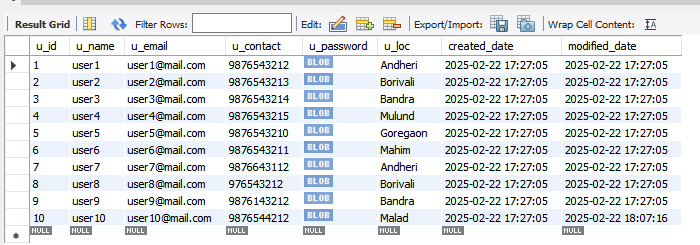 Result Grid Filter Rows: Edit: Export/Import: Wrap Cell Content: IA
u_id u_name u_email u_contact u_password u_loc created_date modified_date
1 user1 user1@mail.com 9876543212 BLOB Andheri 2025-02-22 17:27:05 2025-02-22 17:27:05
2 user2 user2@mail.com 9876543213 BLOB Borivali 2025-02-22 17:27:05 2025-02-22 17:27:05
3 user3 user3@mail.com 9876543214 BLOB Bandra 2025-02-22 17:27:05 2025-02-22 17:27:05
4 user4 user4@mail.com 9876543215 BLOB Mulund 2025-02-22 17:27:05 2025-02-22 17:27:05
5 user5 user5@mail.com 9876543210 BLOB Goregaon 2025-02-22 17:27:05 2025-02-22 17:27:05
6 user6 user6@mail.com 9876543211 BLOB Mahim 2025-02-22 17:27:05 2025-02-22 17:27:05
7 user7 user7@mail.com 9876643112 BLOB Andheri 2025-02-22 17:27:05 2025-02-22 17:27:05
8 user8 user8@mail.com 976543212 BLOB Borivali 2025-02-22 17:27:05 2025-02-22 17:27:05
9 user9 user9@mail.com 9876143212 BLOB Bandra 2025-02-22 17:27:05 2025-02-22 17:27:05
10 user10 user10@mail.com 9876544212 BLOB Malad 2025-02-22 17:27:05 2025-02-22 18:07:16
NULL NULL NULL NULL NULL NULL NULL NULL